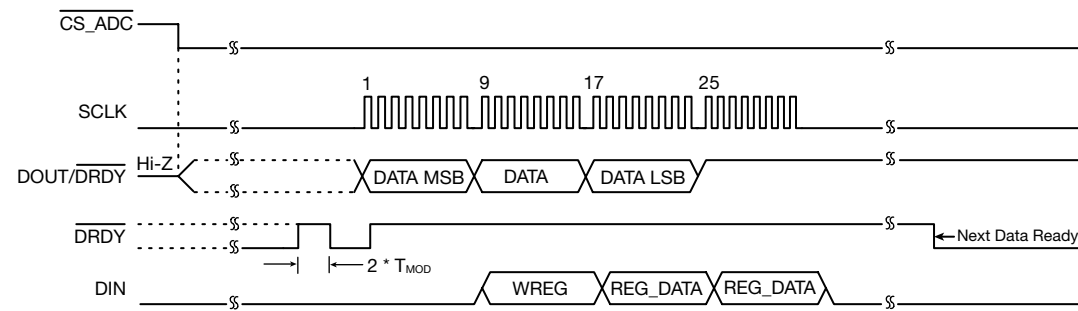 CS_ADC
SCLK
1 9 17 25
DOUT/DRDY Hi-Z DATA MSB DATA DATA LSB
DRDY
Next Data Ready
2 * TMOD
DIN WREG REG_DATA REG_DATA